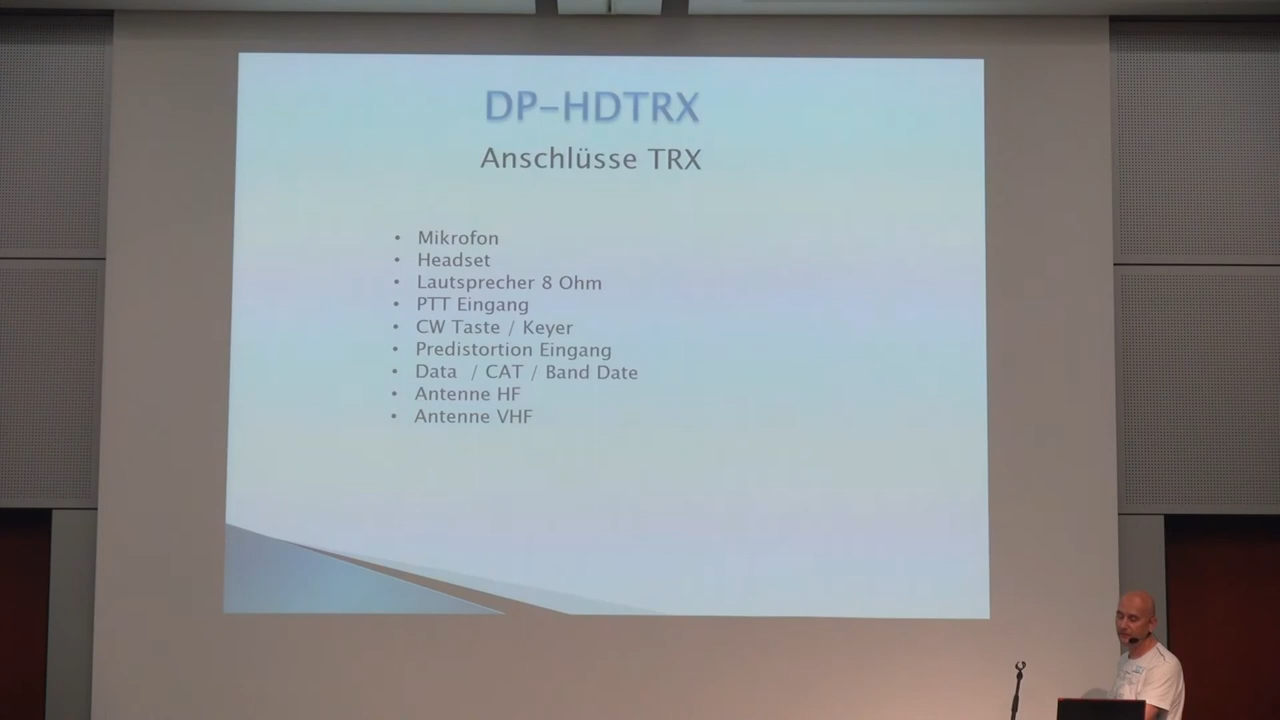 DP-HDTRX
Anschlüsse TRX
• Mikrofon
• Headset
• Lautsprecher 8 Ohm
• PTT Eingang
• CW Taste / Keyer
• Predistortion Eingang
• Data / CAT / Band Date
• Antenne HF
• Antenne VHF